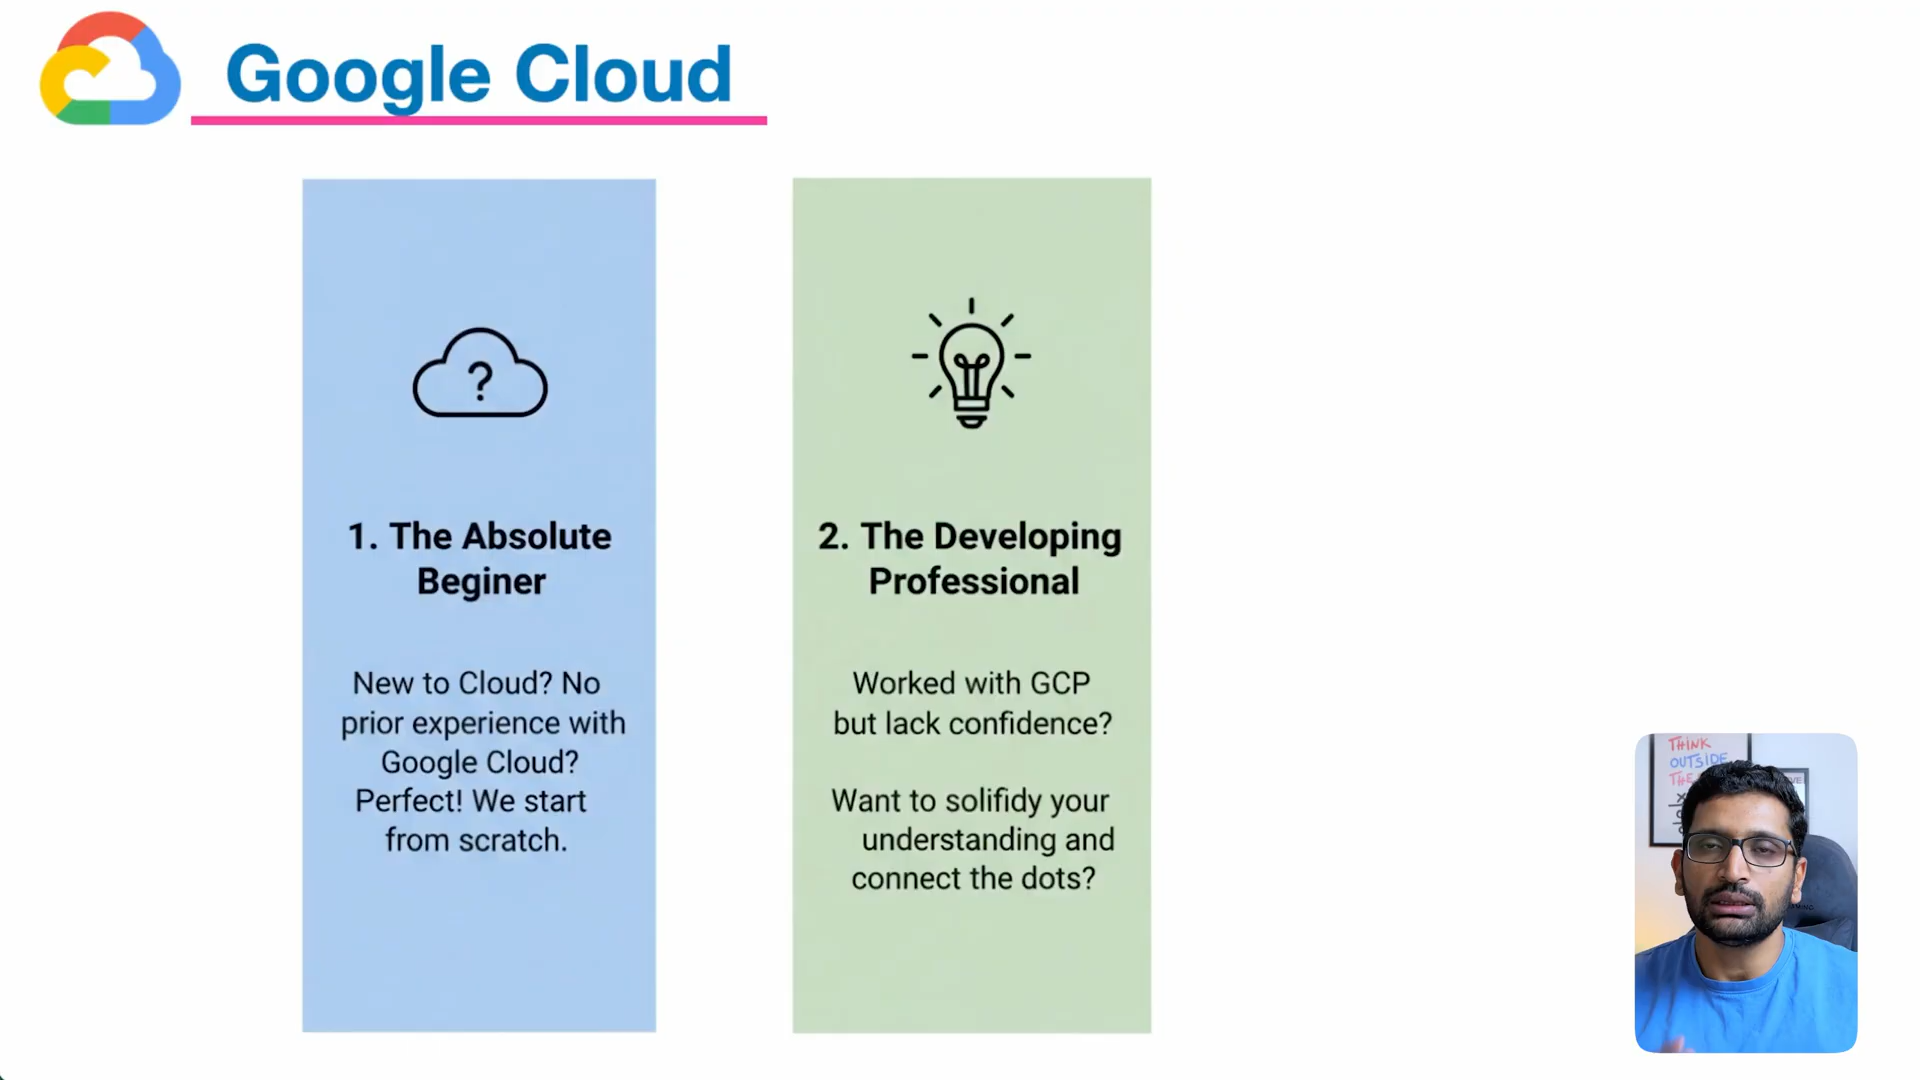 Google Cloud
?
1. The Absolute
Beginer
New to Cloud? No
prior experience with
Google Cloud?
Perfect! We start
from scratch.
2. The Developing
Professional
Worked with GCP
but lack confidence?
Want to solifidy your
understanding and
connect the dots?
THINK
OUTSIDE
THE